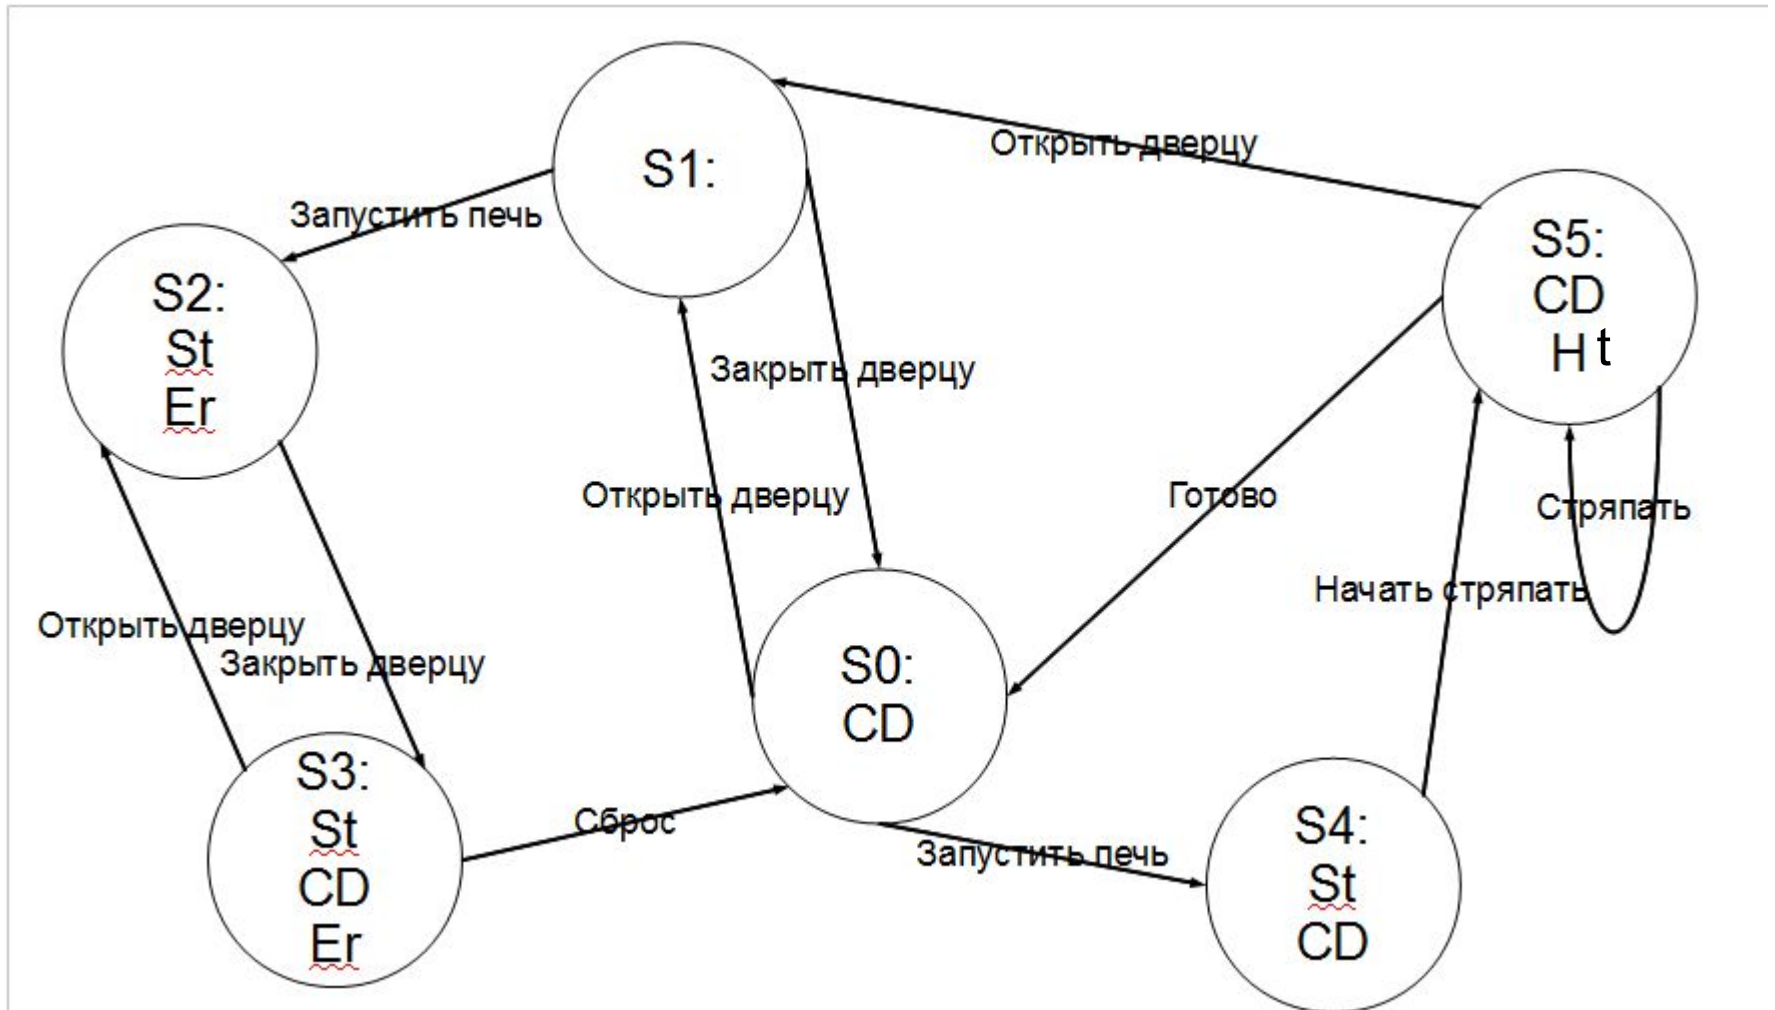 S1:
Открыть дверцу
Запустить печь
S5:
CD
Ht
S2:
St
Er
Закрыть дверцу
Открыть дверцу
Готово
Стряпать
Начать стряпать
Открыть дверцу
Закрыть дверцу
S0:
CD
S3:
St
CD
Er
Сброс
Запустить печь
S4:
St
CD